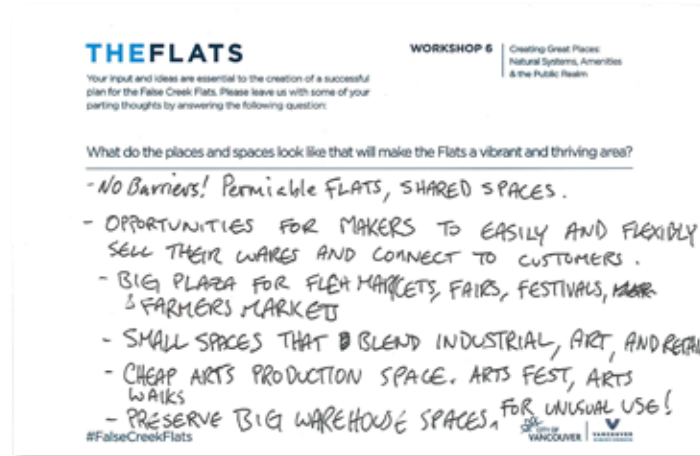 THEFLATS
WORKSHOP 6
Creating Great Places:
Natural Systems, Amenities
& the Public Realm
Your input and ideas are essential to the creation of a successful
plan for the False Creek Flats. Please leave us with some of your
parting thoughts by answering the following question:
What do the places and spaces look like that will make the Flats a vibrant and thriving area?
- NO Barriers! Permiable FLATS, SHARED SPACES.
- OPPORTUNITIES FOR MAKERS TO EASILY AND FLEXIBLY
SELL THEIR WARES AND CONNECT TO CUSTOMERS.
- BIG PLAZA FOR FLEA MARKETS, FAIRS, FESTIVALS,
& FARMERS MARKETS
- SMALL SPACES THAT BLEND INDUSTRIAL, ART, AND RETAI
- CHEAP ARTS PRODUCTION SPACE. ARTS FEST, ARTS
WALKS
- PRESERVE BIG WAREHOUSE SPACES, FOR UNUSUAL USE!
#FalseCreekFlats
CITY OF
VANCOUVER
VANCOUVER